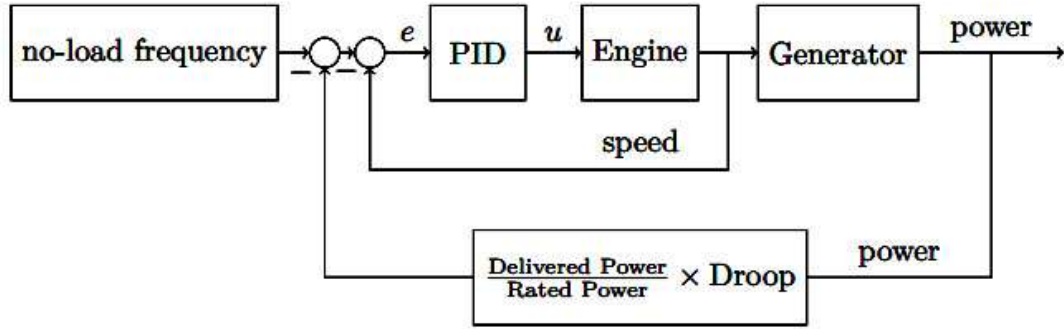 power
no-load frequency
e
PID
u
Engine
Generator
−
−
speed
power
Delivered Power
Rated Power
× Droop